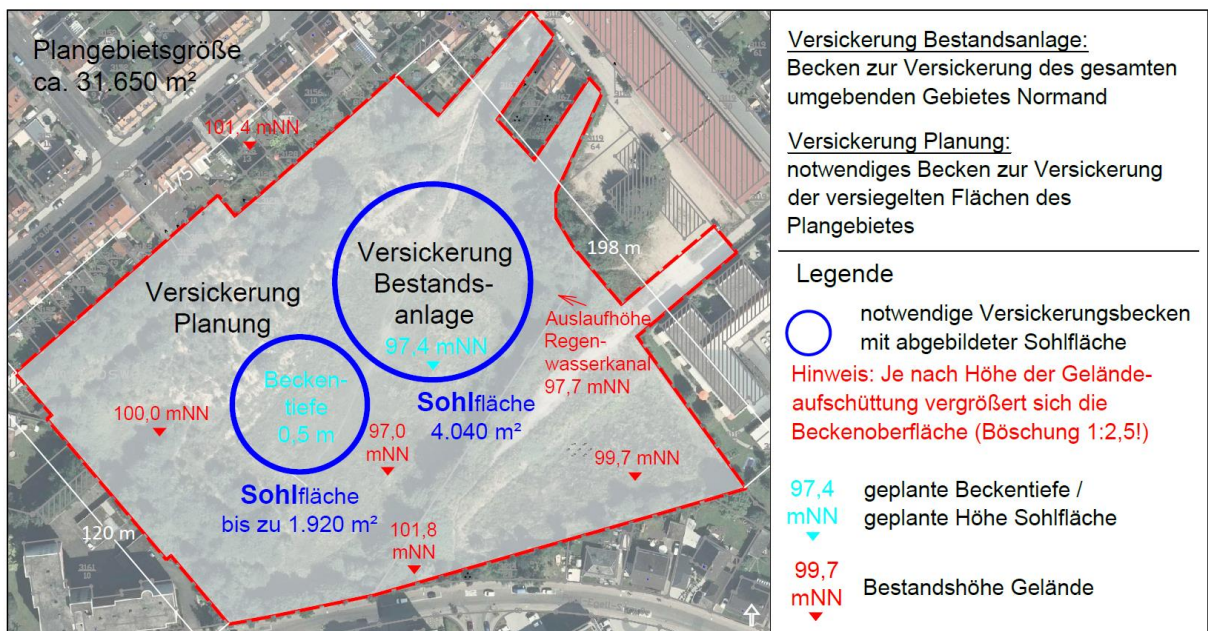 Plangebietsgröße
ca. 31.650 m²
101,4 mNN
175
198 m
120 m
Versickerung
Bestands-
anlage
97,4 mNN
Versickerung
Planung
Auslaufhöhe
Regen-
wasserkanal
97,7 mNN
Becken-
tiefe
0,5 m
Sohlfläche
4.040 m²
100,0 mNN
97,0
mNN
99,7 mNN
Sohlfläche
bis zu 1.920 m²
101,8
mNN
Versickerung Bestandsanlage:
Becken zur Versickerung des gesamten
umgebenden Gebietes Normand
Versickerung Planung:
notwendiges Becken zur Versickerung
der versiegelten Flächen des
Plangebietes
Legende
notwendige Versickerungsbecken
mit abgebildeter Sohlfläche
Hinweis: Je nach Höhe der Gelände-
aufschüttung vergrößert sich die
Beckenoberfläche (Böschung 1:2,5!)
97,4
mNN
geplante Beckentiefe /
geplante Höhe Sohlfläche
99,7
mNN
Bestandshöhe Gelände